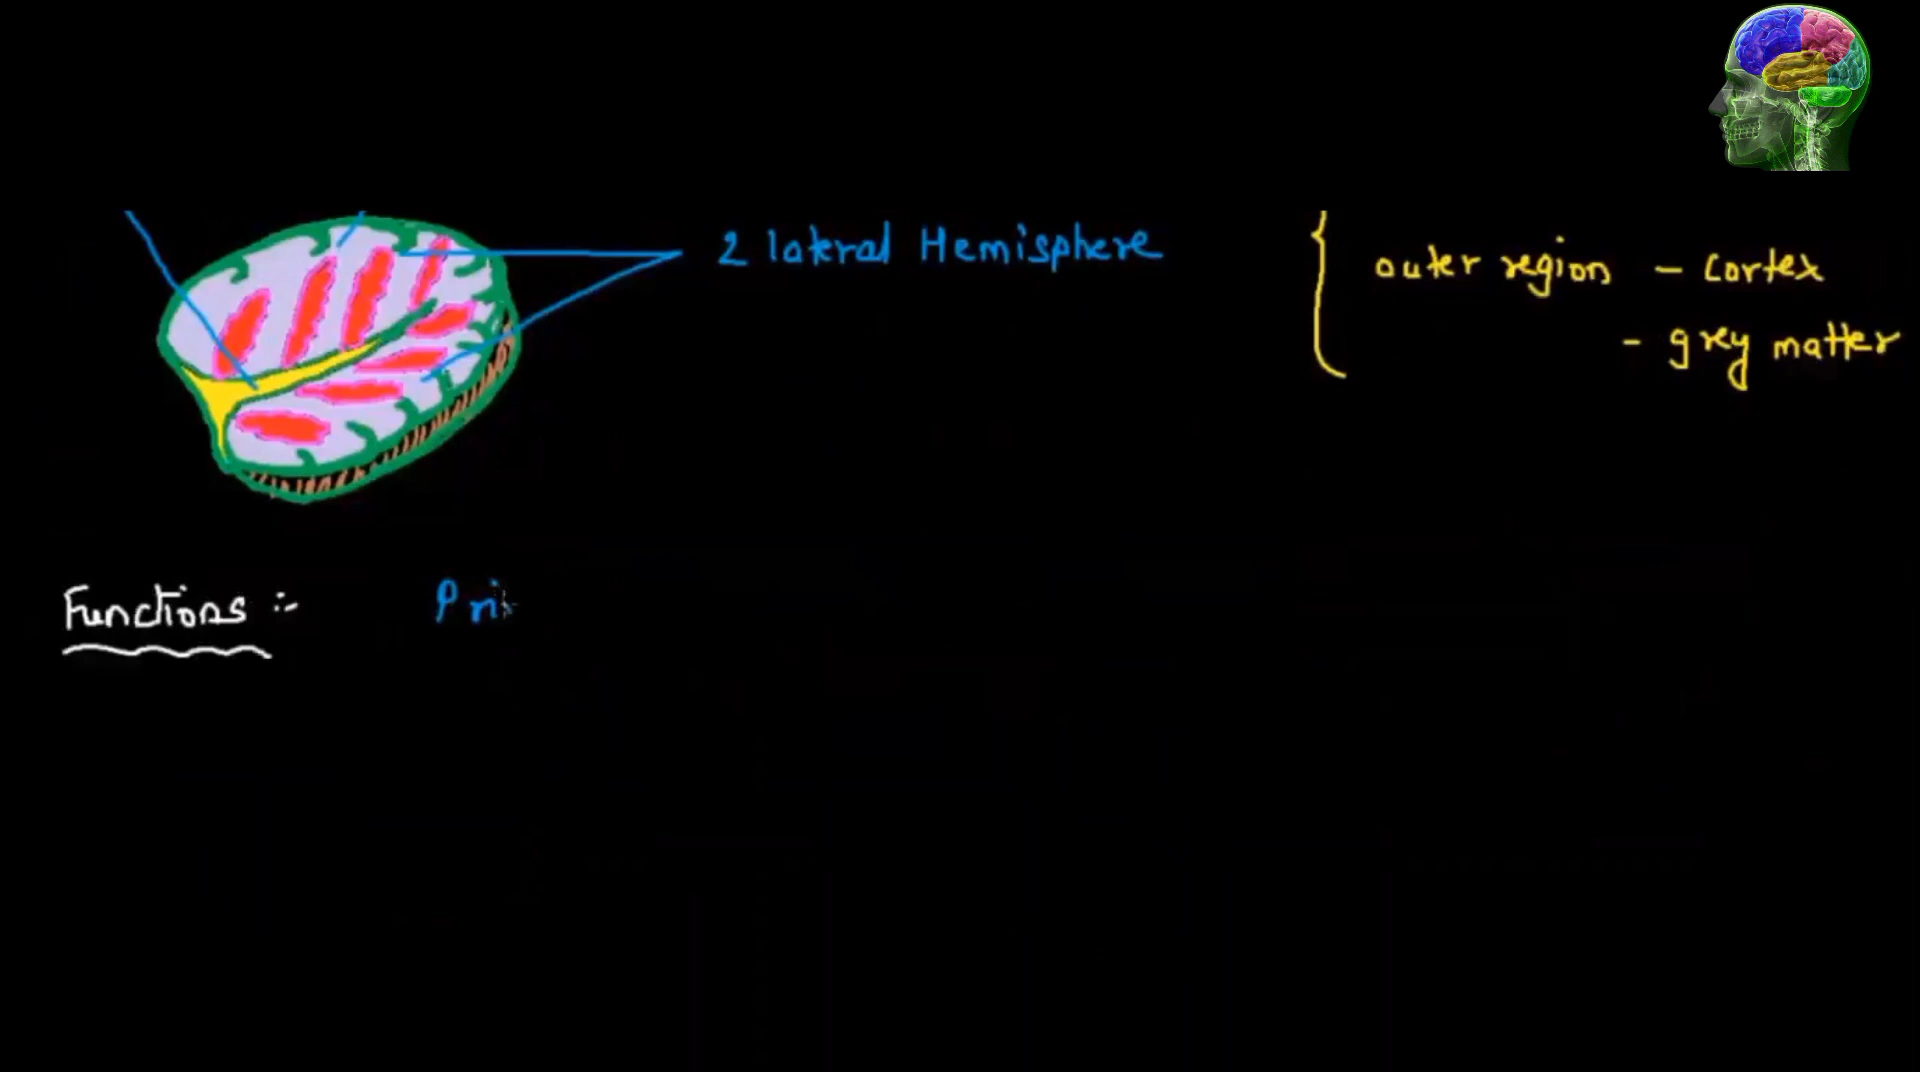 2 lateral Hemisphere
outer region - cortex
- grey matter
Functions :-
Pri